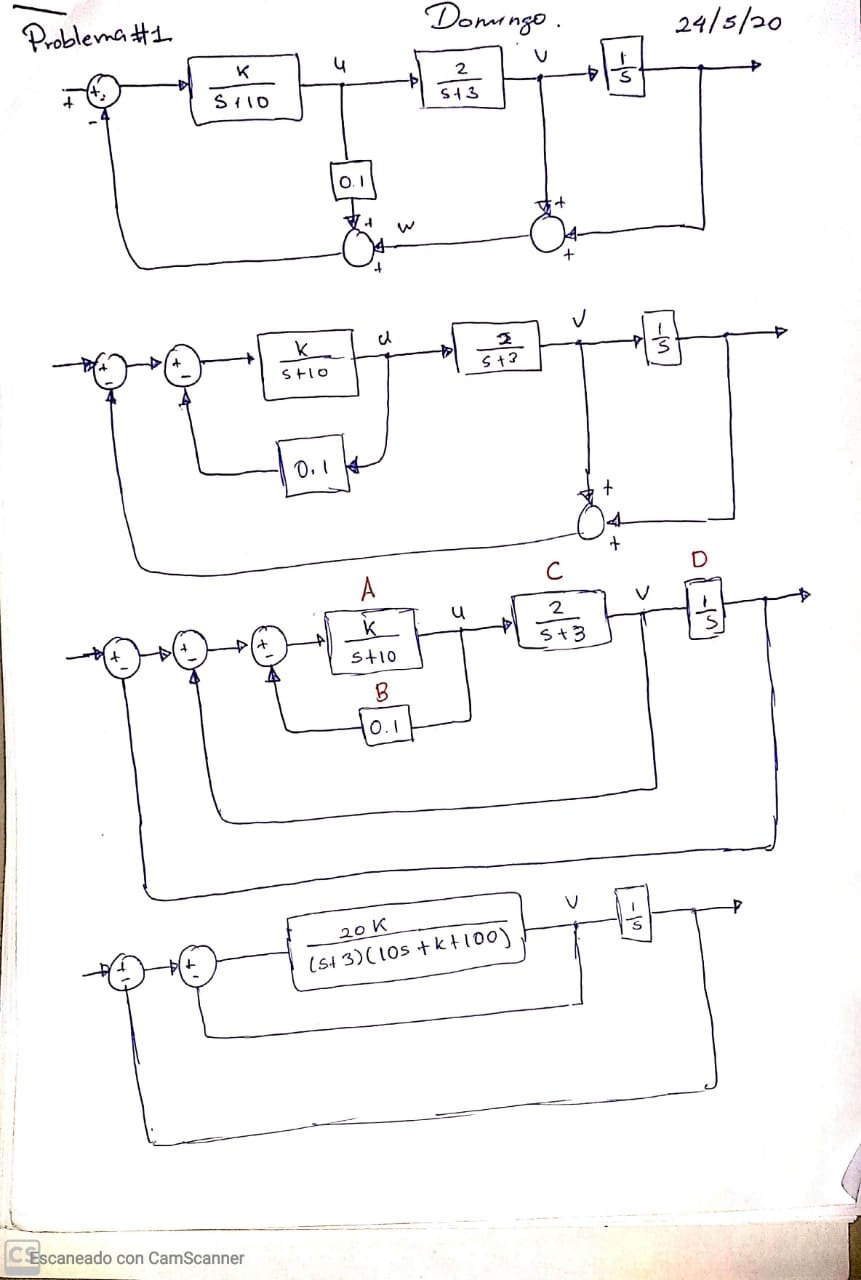 Problema #1 Domingo. 24/5/20
K / S+10 u 2 / S+3 v 1 / S
+ + - 
0.1
+ w +
+ +
K / S+10 u 2 / S+3 v 1 / S
+ - + -
0.1
+
+
A C D
K / S+10 u 2 / S+3 v 1 / S
+ - + - + -
B
0.1
20K / (S+3)(10s+k+100) v 1 / S
+ - + -
CS Escaneado con CamScanner